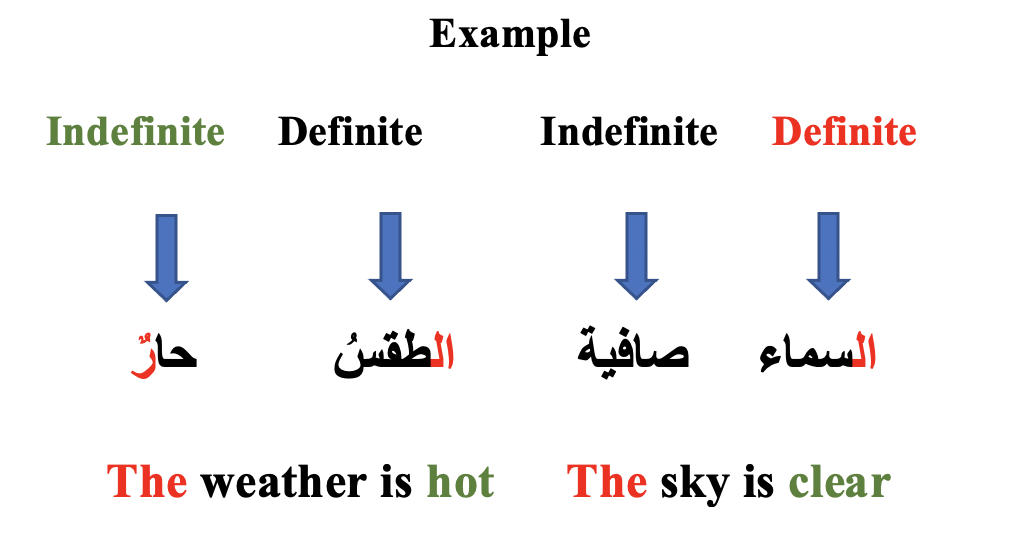 Example
Indefinite Definite Indefinite Definite
السماء صافية الطقسُ حارٌ
The weather is hot The sky is clear